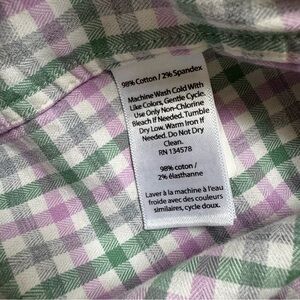 98% Cotton / 2% Spandex
Machine Wash Cold With
Like Colors, Gentle Cycle.
Use Only Non-Chlorine
Bleach If Needed. Tumble
Dry Low. Warm Iron If
Needed. Do Not Dry
Clean.
RN 134578
98% coton /
2% élasthanne
Laver à la machine à l'eau
froide avec des couleurs
similaires, cycle doux.